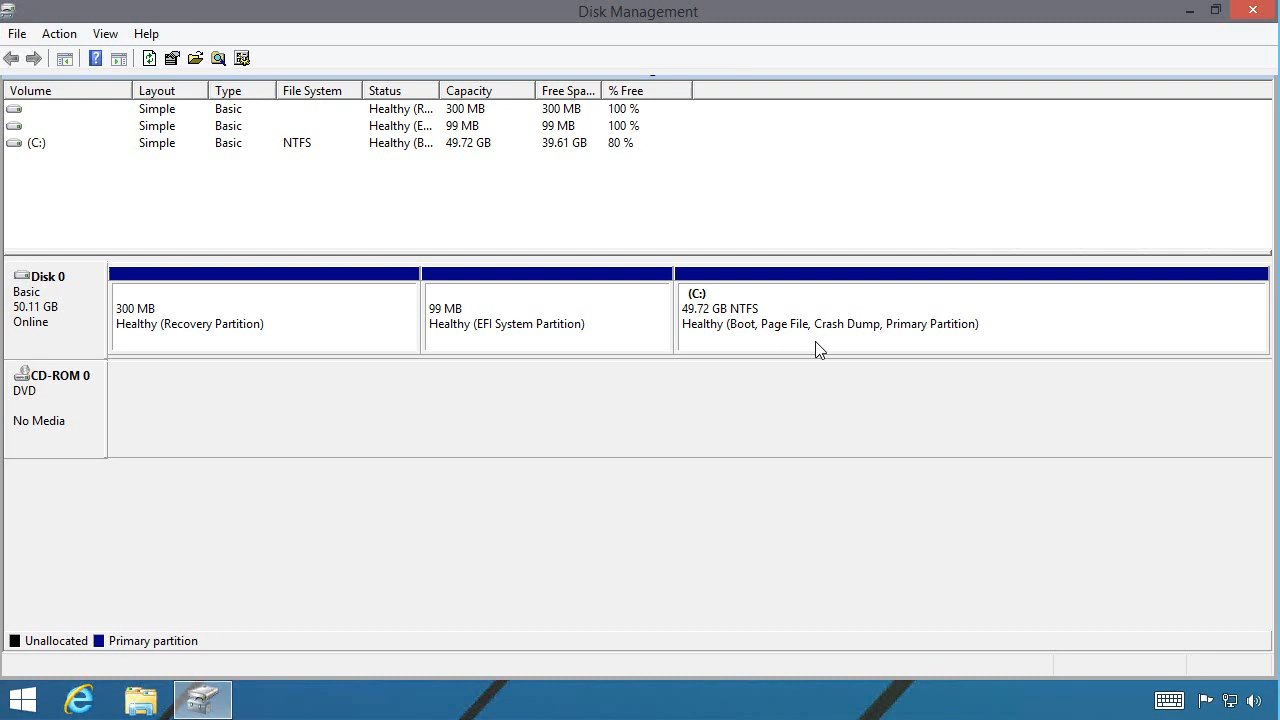 Disk Management
File Action View Help
Volume Layout Type File System Status Capacity Free Spa... % Free
Simple Basic Healthy (R... 300 MB 300 MB 100 %
Simple Basic Healthy (E... 99 MB 99 MB 100 %
(C:) Simple Basic NTFS Healthy (B... 49.72 GB 39.61 GB 80 %
Disk 0
Basic
50.11 GB
Online
300 MB
Healthy (Recovery Partition)
99 MB
Healthy (EFI System Partition)
(C:)
49.72 GB NTFS
Healthy (Boot, Page File, Crash Dump, Primary Partition)
CD-ROM 0
DVD
No Media
Unallocated Primary partition